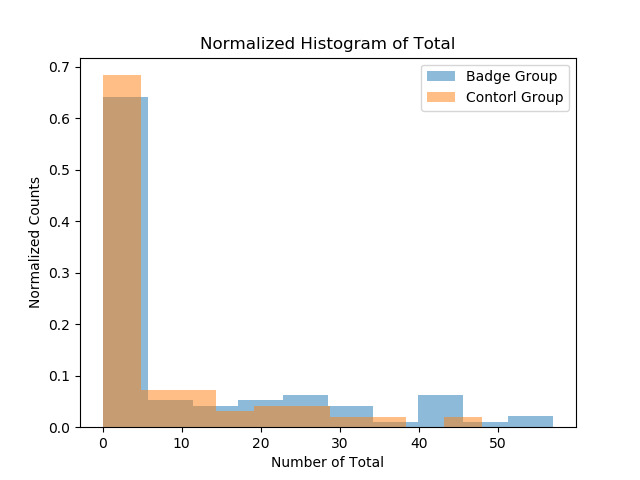 Normalized Histogram of Total
Badge Group
Contorl Group
Normalized Counts
0.7
0.6
0.5
0.4
0.3
0.2
0.1
0.0
0 10 20 30 40 50
Number of Total